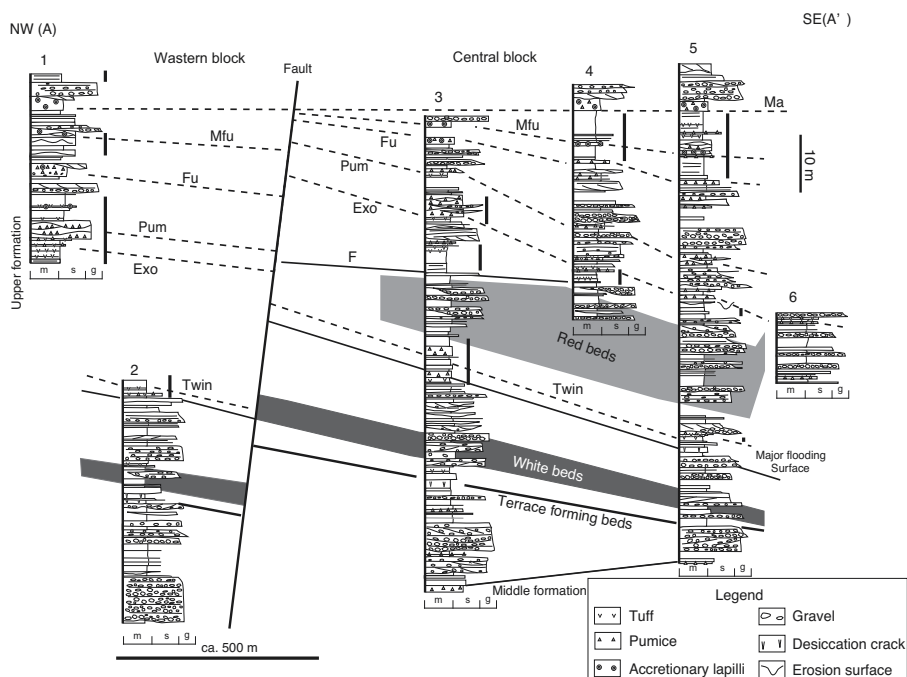 NW (A)
SE(A' )
Wastern block
Central block
Fault
1
2
3
4
5
6
Upper formation
Mfu
Fu
Pum
Exo
Twin
Mfu
Fu
Pum
Exo
F
Ma
10 m
Red beds
Twin
White beds
Terrace forming beds
Major flooding
Surface
Middle formation
m s g
m s g
m s g
m s g
m s g
m s g
ca. 500 m
Legend
Tuff
Pumice
Accretionary lapilli
Gravel
Desiccation crack
Erosion surface